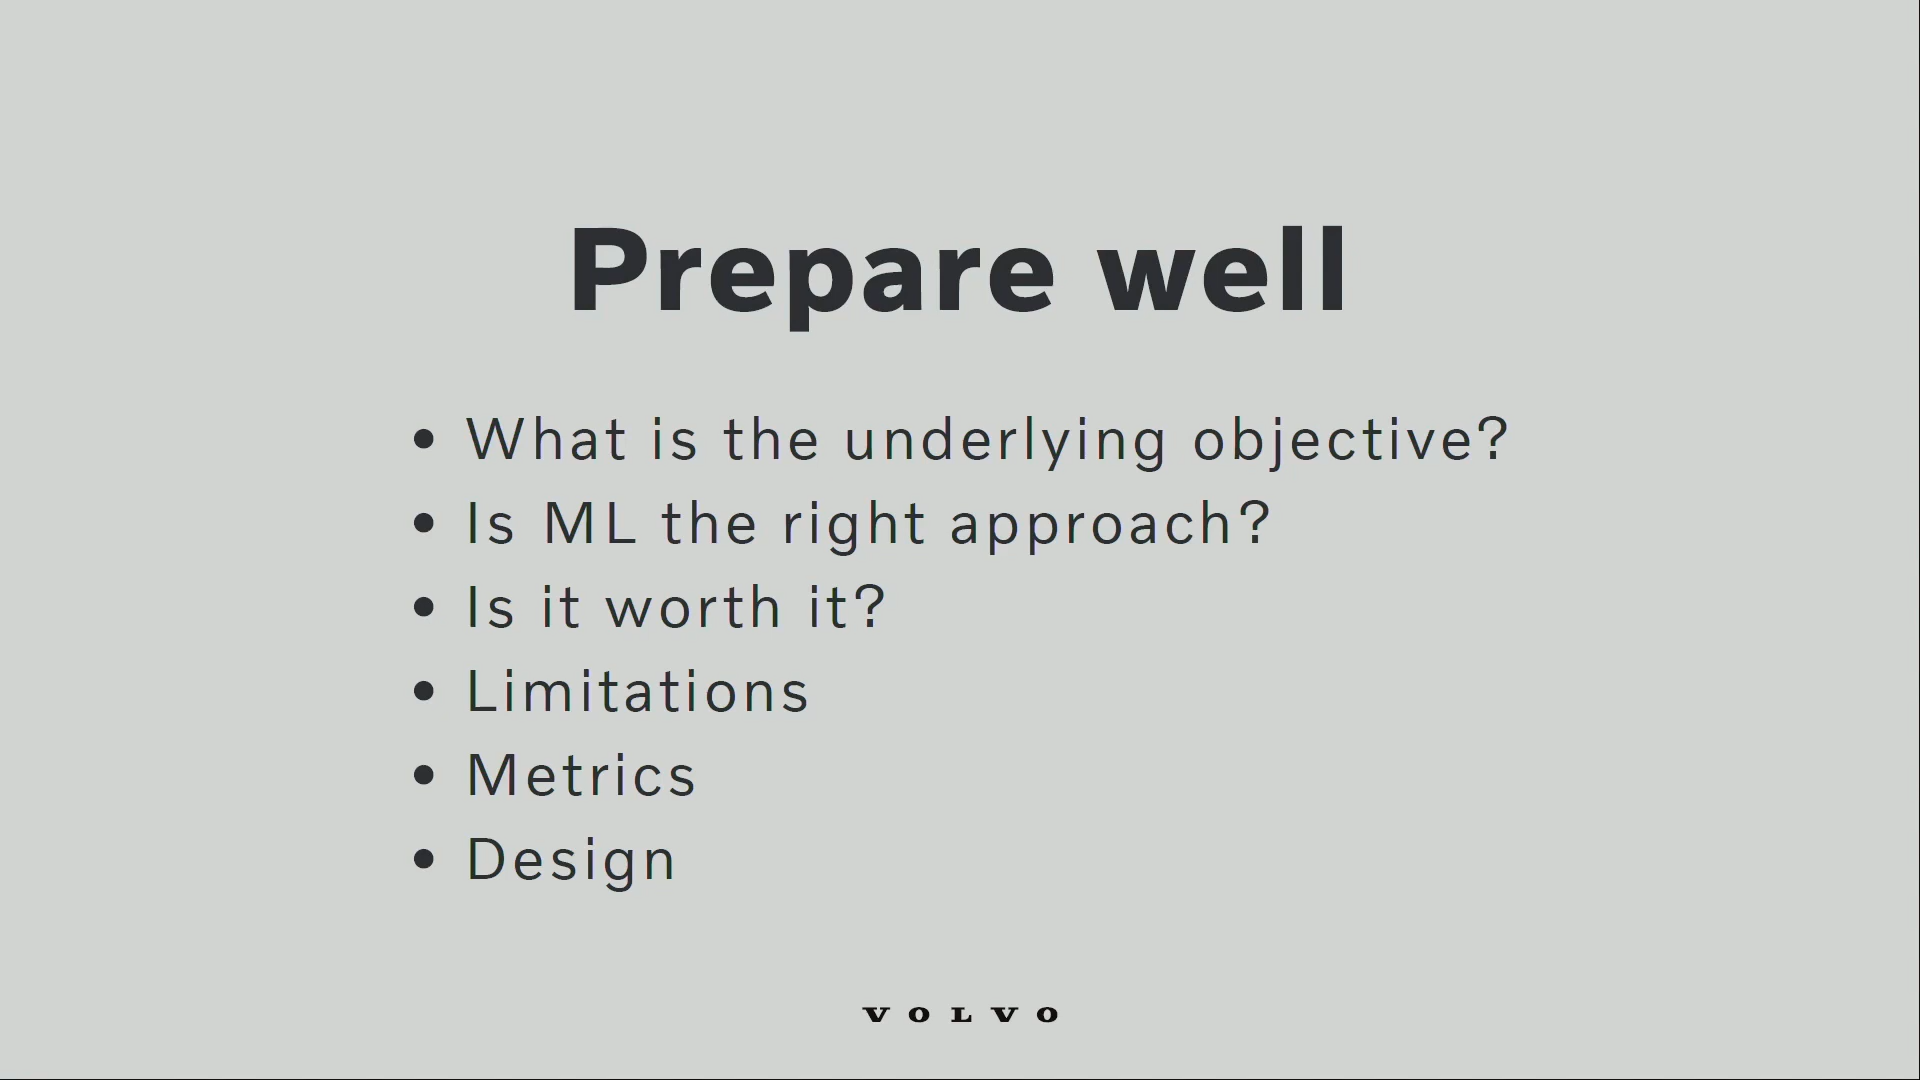 Prepare well
• What is the underlying objective?
• Is ML the right approach?
• Is it worth it?
• Limitations
• Metrics
• Design
VOLVO